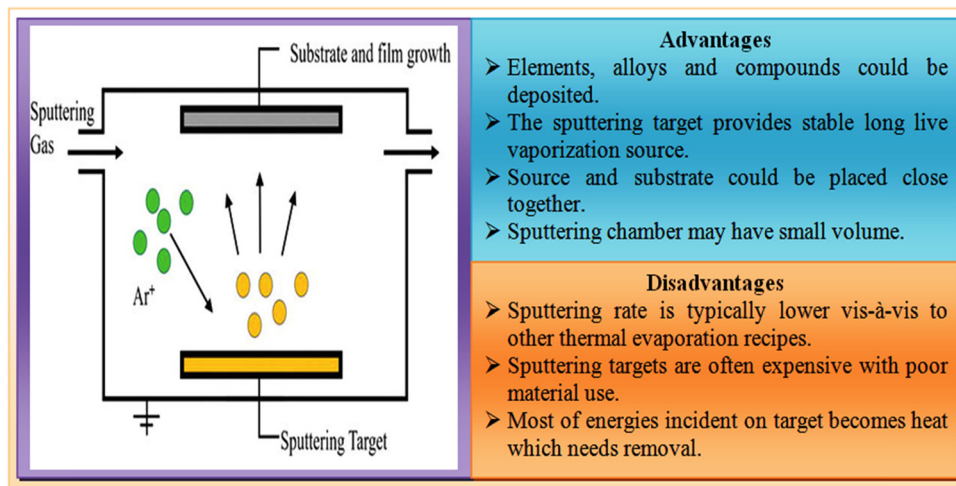 Substrate and film growth
Sputtering
Gas
Ar⁺
Sputtering Target
Advantages
➤ Elements, alloys and compounds could be
deposited.
➤ The sputtering target provides stable long live
vaporization source.
➤ Source and substrate could be placed close
together.
➤ Sputtering chamber may have small volume.
Disadvantages
➤ Sputtering rate is typically lower vis-à-vis to
other thermal evaporation recipes.
➤ Sputtering targets are often expensive with poor
material use.
➤ Most of energies incident on target becomes heat
which needs removal.